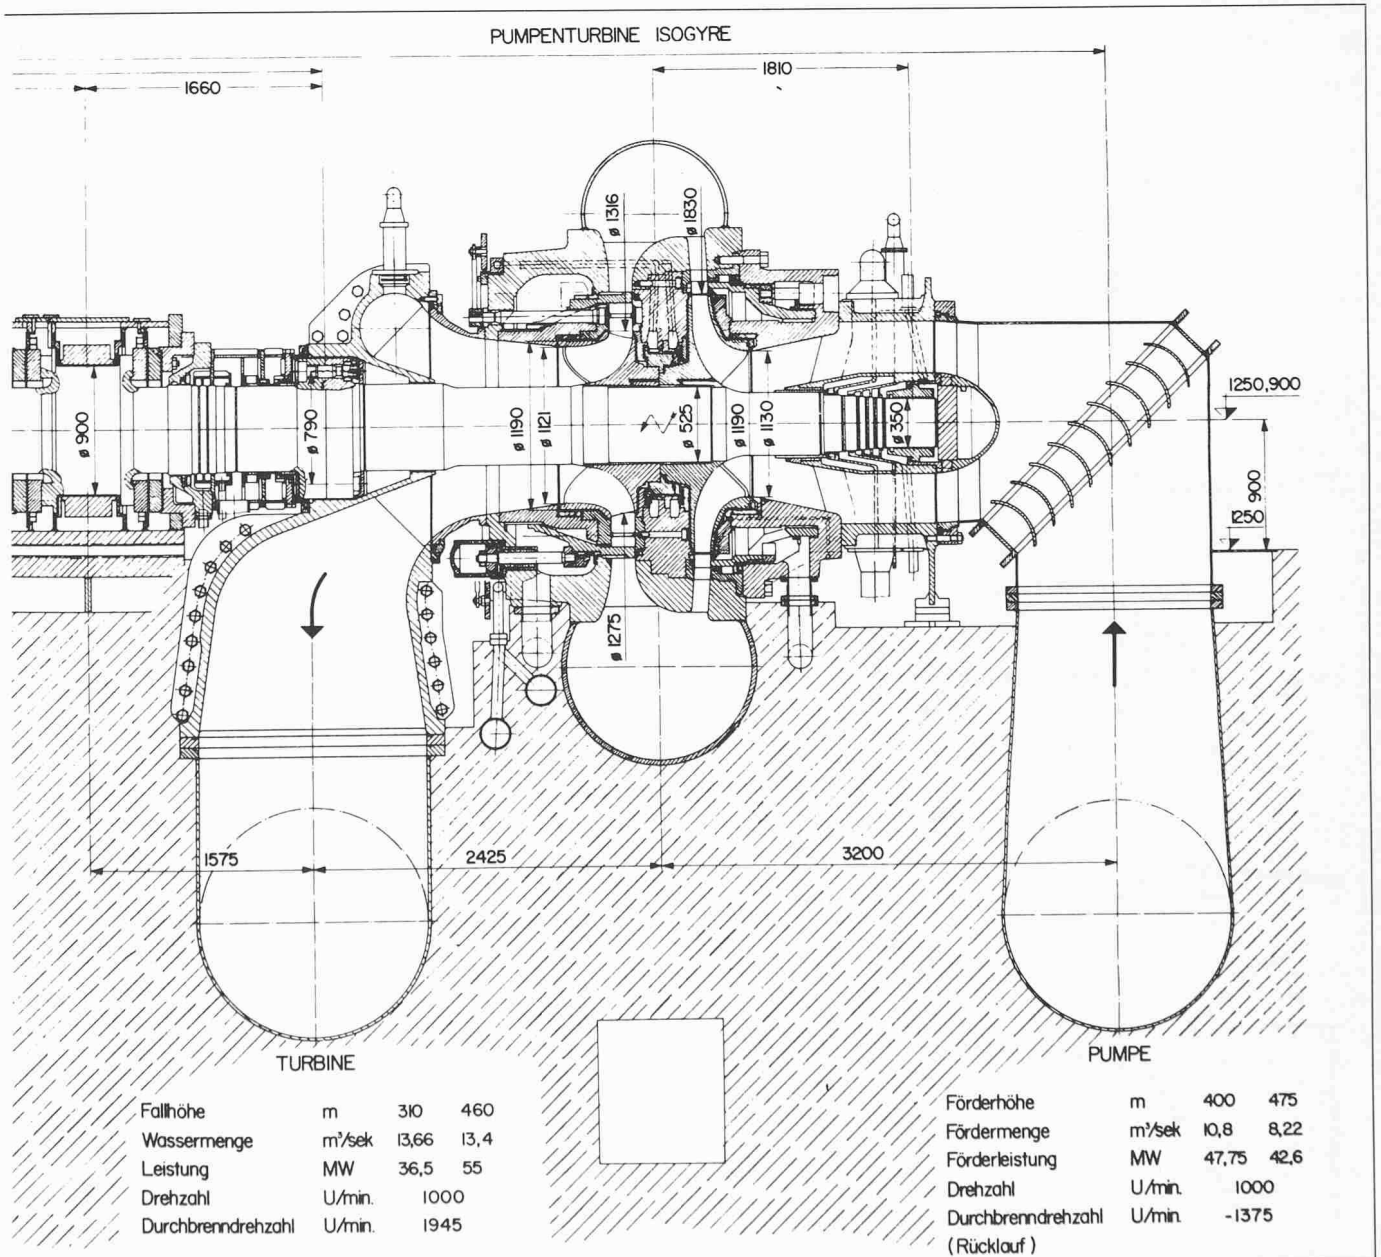 PUMPENTURBINE ISOGYRE
1810
1660
ø 1316
ø 1830
ø 900
ø 790
ø 1190
ø 1121
ø 525
ø 1190
ø 1130
ø 350
1250,900
900
1250
ø 1275
1575
2425
3200
TURBINE
Fallhöhe m 310 460
Wassermenge m³/sek 13,66 13,4
Leistung MW 36,5 55
Drehzahl U/min. 1000
Durchbrenndrehzahl U/min. 1945
PUMPE
Förderhöhe m 400 475
Fördermenge m³/sek 10,8 8,22
Förderleistung MW 47,75 42,6
Drehzahl U/min. 1000
Durchbrenndrehzahl U/min -1375
(Rücklauf)